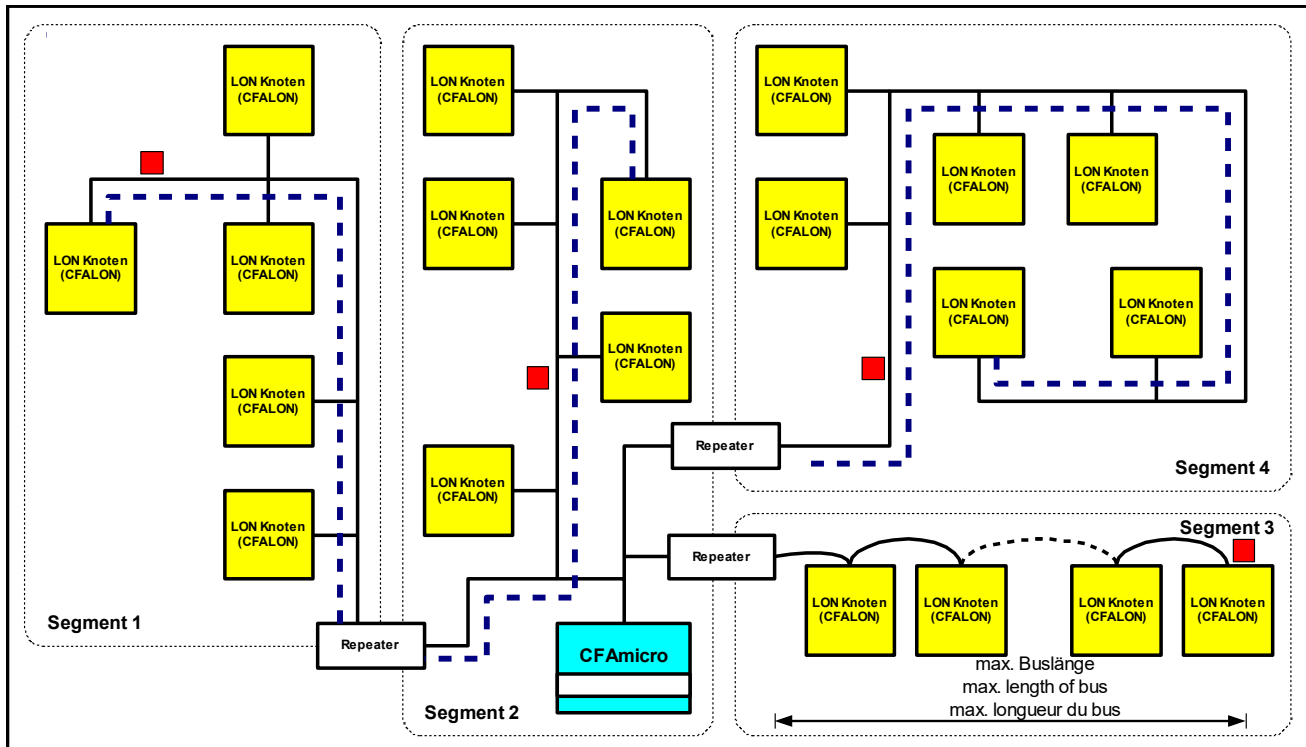 LON Knoten
(CFALON)
LON Knoten
(CFALON)
LON Knoten
(CFALON)
LON Knoten
(CFALON)
LON Knoten
(CFALON)
Segment 1
Repeater
LON Knoten
(CFALON)
LON Knoten
(CFALON)
LON Knoten
(CFALON)
LON Knoten
(CFALON)
LON Knoten
(CFALON)
CFAmicro
Segment 2
Repeater
Repeater
LON Knoten
(CFALON)
LON Knoten
(CFALON)
LON Knoten
(CFALON)
LON Knoten
(CFALON)
LON Knoten
(CFALON)
LON Knoten
(CFALON)
Segment 4
Segment 3
LON Knoten
(CFALON)
LON Knoten
(CFALON)
LON Knoten
(CFALON)
LON Knoten
(CFALON)
max. Buslänge
max. length of bus
max. longueur du bus